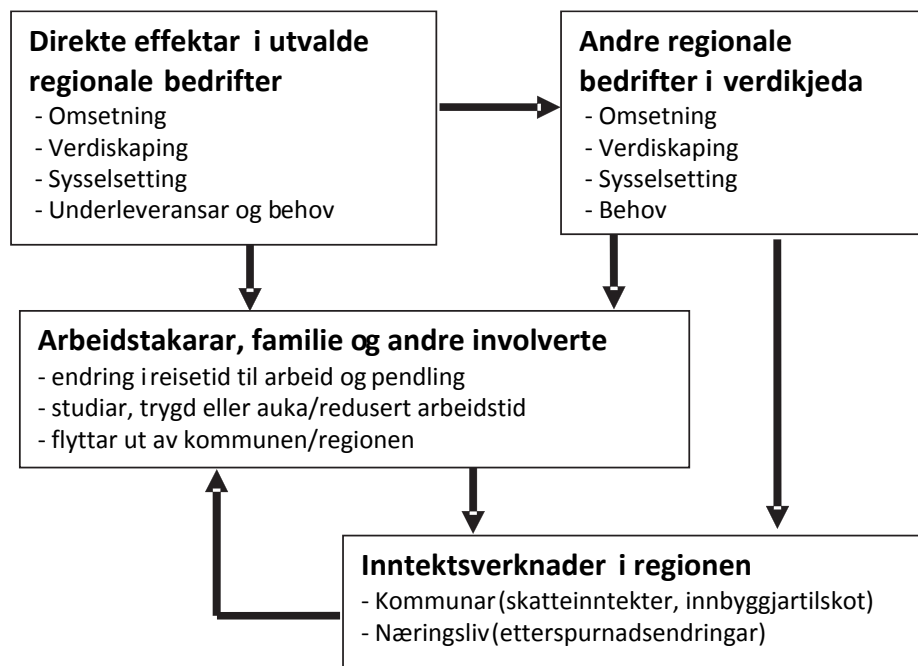 Direkte effektar i utvalde
regionale bedrifter
- Omsetning
- Verdiskaping
- Sysselsetting
- Underleveransar og behov
Andre regionale
bedrifter i verdikjeda
- Omsetning
- Verdiskaping
- Sysselsetting
- Behov
Arbeidstakarar, familie og andre involverte
- endring i reisetid til arbeid og pendling
- studiar, trygd eller auka/redusert arbeidstid
- flyttar ut av kommunen/regionen
Inntektsverknader i regionen
- Kommunar (skatteinntekter, innbyggjartilskot)
- Næringsliv (etterspurnadsendringar)